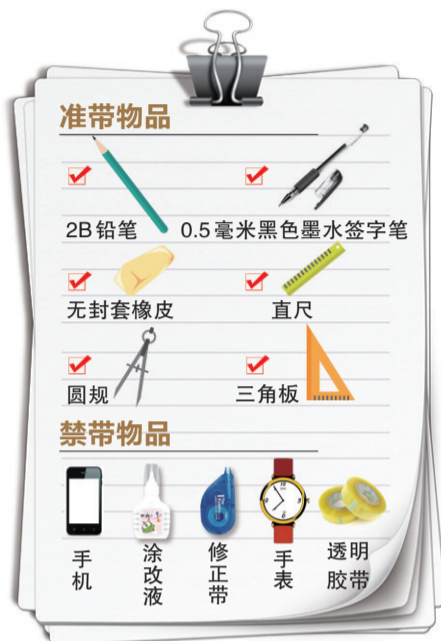 准带物品
2B铅笔
0.5毫米黑色墨水签字笔
无封套橡皮
直尺
圆规
三角板
禁带物品
手机
涂改液
修正带
手表
透明
胶带